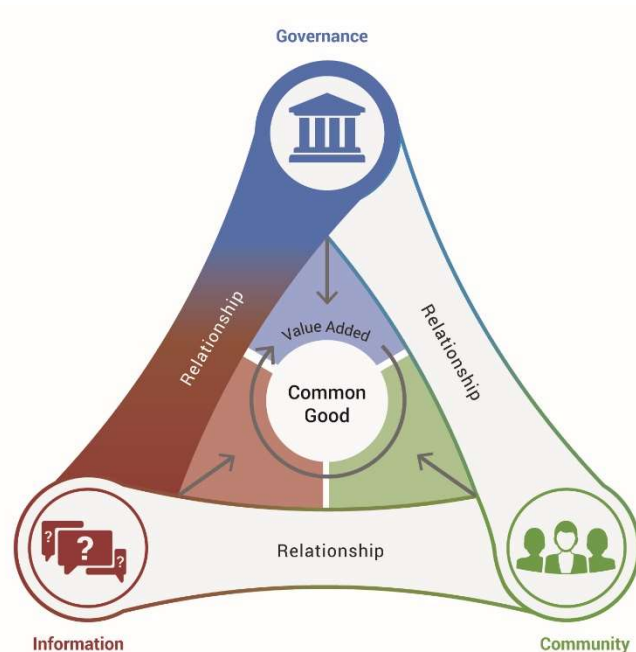 Governance
Relationship
Relationship
Value Added
Common
Good
?
?
?
Relationship
Information
Community